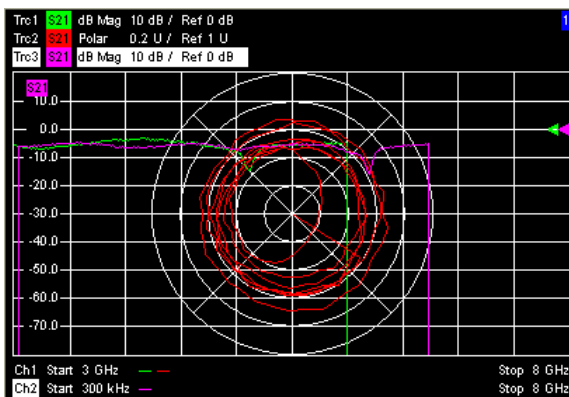 Trc1 S21 dB Mag 10 dB / Ref 0 dB
1
Trc2 S21 Polar 0.2 U / Ref 1 U
Trc3 S21 dB Mag 10 dB / Ref 0 dB
S21
10.0
0.0
-10.0
-20.0
-30.0
-40.0
-50.0
-60.0
-70.0
Ch1 Start 3 GHz Stop 8 GHz
Ch2 Start 300 kHz Stop 8 GHz